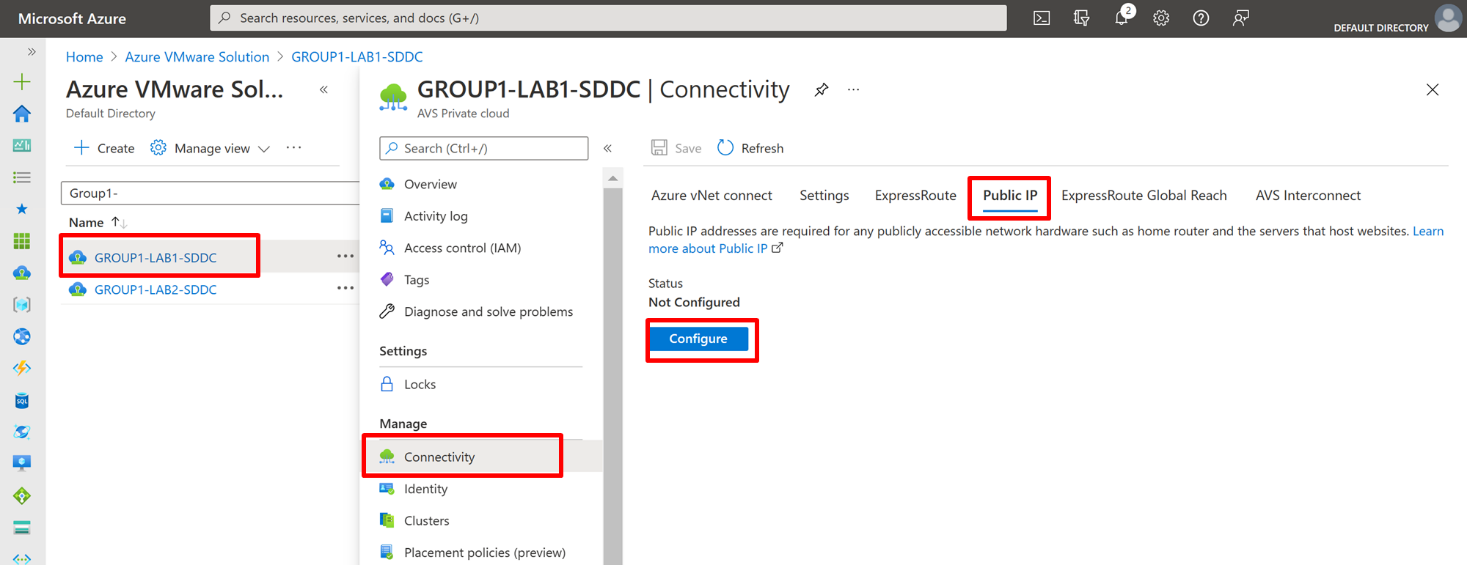 Microsoft Azure
Search resources, services, and docs (G+/)
2
DEFAULT DIRECTORY
Home > Azure VMware Solution > GROUP1-LAB1-SDDC
Azure VMware Sol...
Default Directory
Create
Manage view
Group1-
Name
GROUP1-LAB1-SDDC
GROUP1-LAB2-SDDC
GROUP1-LAB1-SDDC | Connectivity
AVS Private cloud
Search (Ctrl+/)
Overview
Activity log
Access control (IAM)
Tags
Diagnose and solve problems
Settings
Locks
Manage
Connectivity
Identity
Clusters
Placement policies (preview)
Save
Refresh
Azure vNet connect Settings ExpressRoute Public IP ExpressRoute Global Reach AVS Interconnect
Public IP addresses are required for any publicly accessible network hardware such as home router and the servers that host websites. Learn
more about Public IP
Status
Not Configured
Configure
SQL